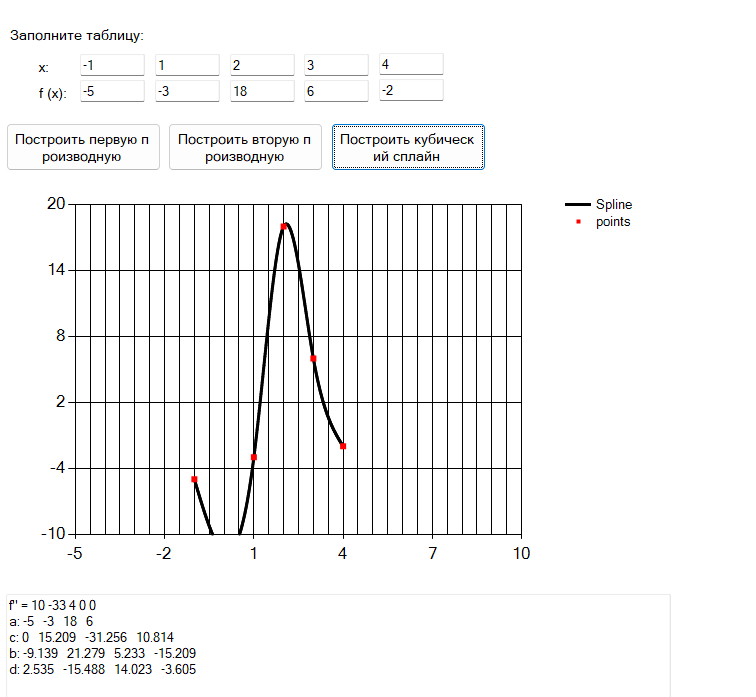 Заполните таблицу:
x: -1 1 2 3 4
f (x): -5 -3 18 6 -2
Построить первую п
роизводную
Построить вторую п
роизводную
Построить кубическ
ий сплайн
20
14
8
2
-4
-10
-5 -2 1 4 7 10
Spline
points
f" = 10 -33 4 0 0
a: -5 -3 18 6
c: 0 15.209 -31.256 10.814
b: -9.139 21.279 5.233 -15.209
d: 2.535 -15.488 14.023 -3.605